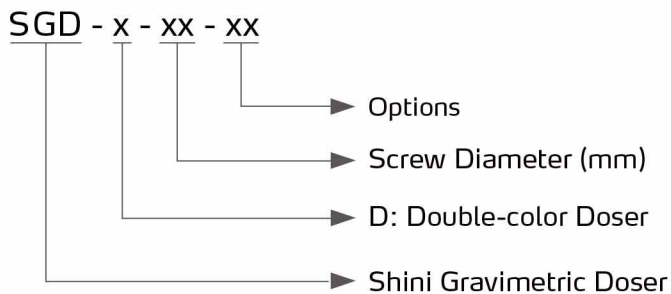 SGD - x - xx - xx
Options
Screw Diameter (mm)
D: Double-color Doser
Shini Gravimetric Doser